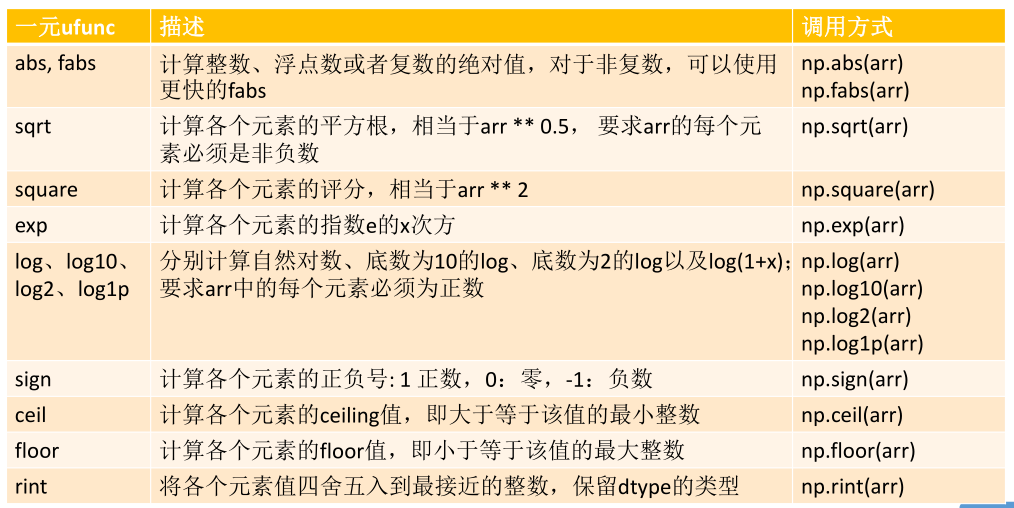 一元ufunc 描述 调用方式
abs, fabs 计算整数、浮点数或者复数的绝对值，对于非复数，可以使用 np.abs(arr)
更快的fabs np.fabs(arr)
sqrt 计算各个元素的平方根，相当于arr ** 0.5， 要求arr的每个元 np.sqrt(arr)
素必须是非负数
square 计算各个元素的评分，相当于arr ** 2 np.square(arr)
exp 计算各个元素的指数e的x次方 np.exp(arr)
log、log10、 分别计算自然对数、底数为10的log、底数为2的log以及log(1+x); np.log(arr)
log2、log1p 要求arr中的每个元素必须为正数 np.log10(arr)
np.log2(arr)
np.log1p(arr)
sign 计算各个元素的正负号: 1 正数，0：零，-1：负数 np.sign(arr)
ceil 计算各个元素的ceiling值，即大于等于该值的最小整数 np.ceil(arr)
floor 计算各个元素的floor值，即小于等于该值的最大整数 np.floor(arr)
rint 将各个元素值四舍五入到最接近的整数，保留dtype的类型 np.rint(arr)